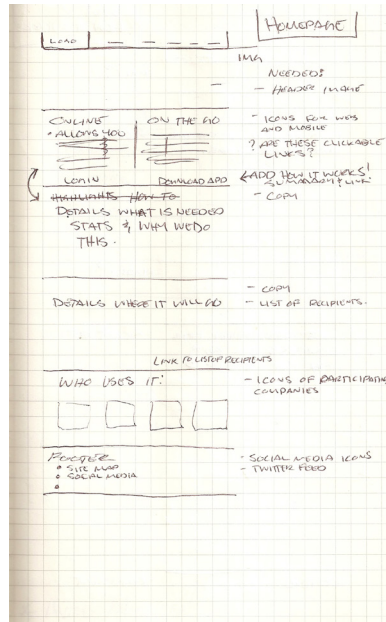 HOMEPAGE
LOGO
IMG
NEEDED:
- HEADER IMAGE
ONLINE
• ALLOWS YOU
ON THE GO
- ICONS FOR WEB
AND MOBILE
? ARE THESE CLICKABLE
LINKS?
LOGIN
DOWNLOAD APP
ADD HOW IT WORKS!
SUMMARY & LINK
- COPY
HIGHLIGHTS HOW TO
DETAILS WHAT IS NEEDED
STATS & WHY WE DO
THIS.
- COPY
DETAILS WHERE IT WILL GO
- LIST OF RECIPIENTS.
LINK TO LIST OF RECIPIENTS
WHO USES IT:
- ICONS OF PARTICIPATING
COMPANIES
FOOTER
• SITE MAP
• SOCIAL MEDIA
•
- SOCIAL MEDIA ICONS
- TWITTER FEED